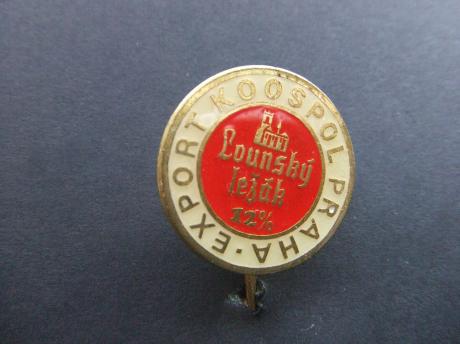 EXPORT KOOSPOL PRAHA •
Lounský
ležák
12%